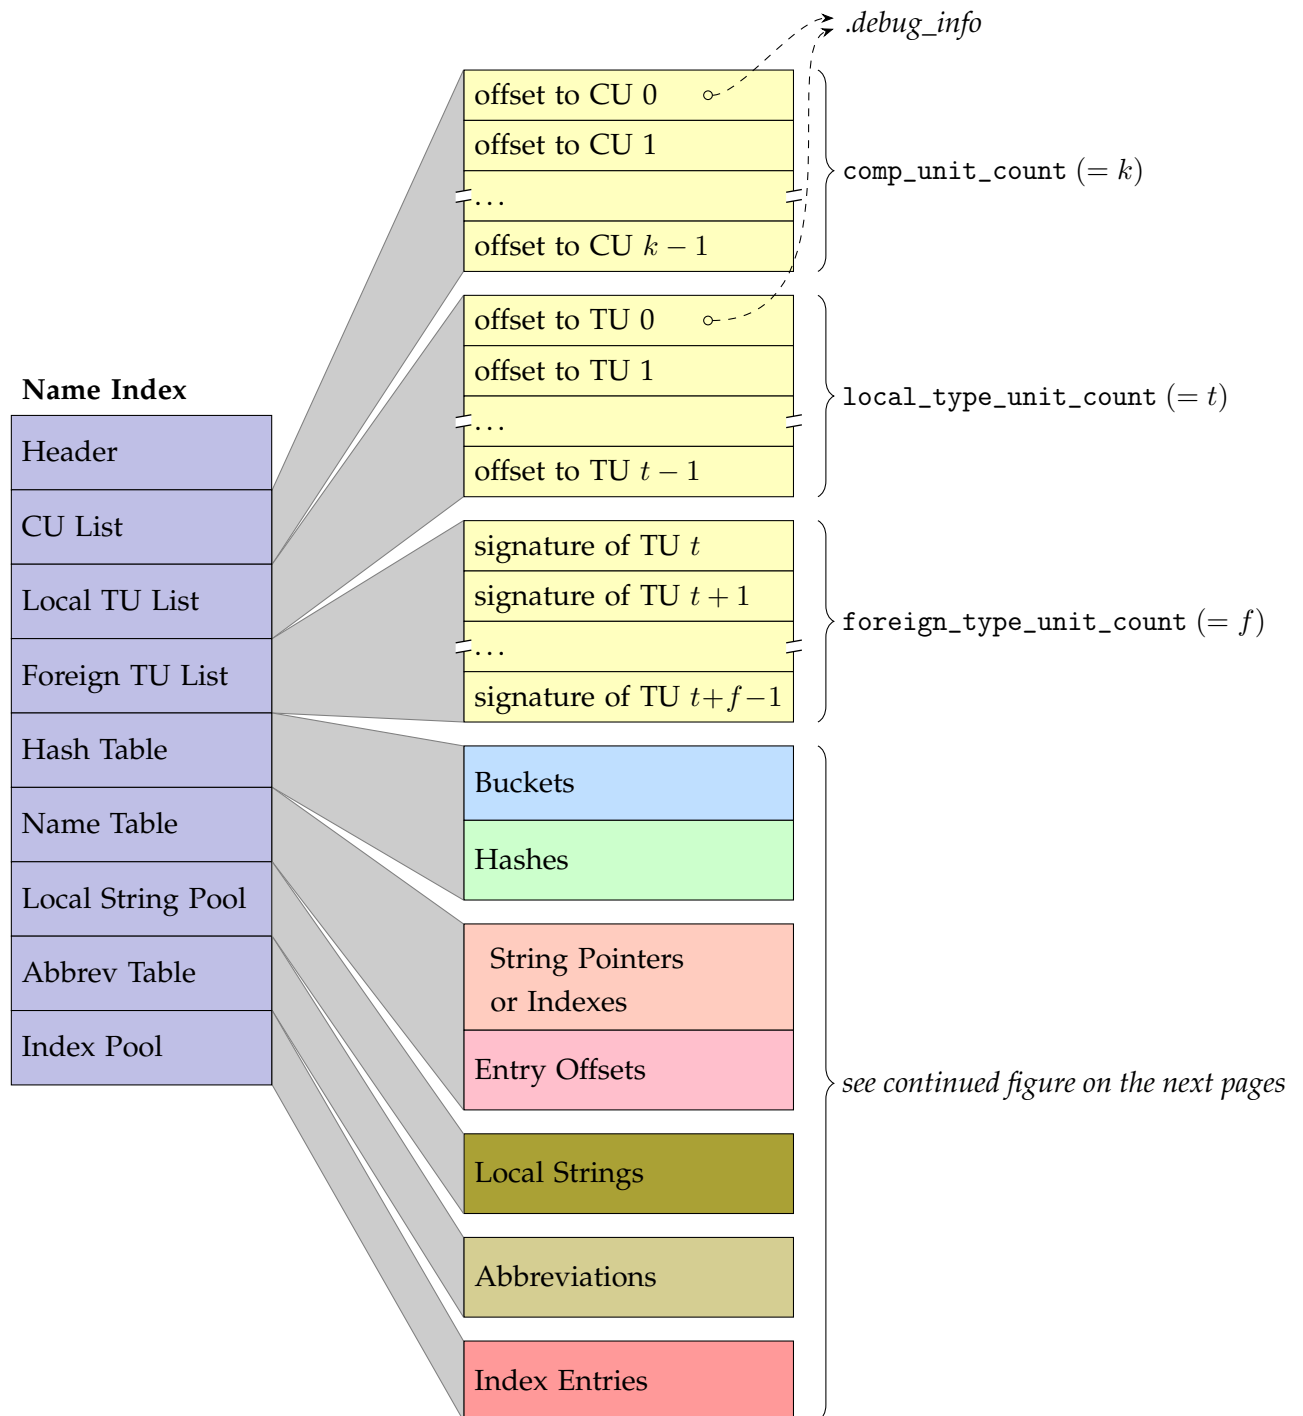 .debug_info
offset to CU 0
offset to CU 1
...
offset to CU k − 1
comp_unit_count (= k)
offset to TU 0
offset to TU 1
...
offset to TU t − 1
local_type_unit_count (= t)
signature of TU t
signature of TU t + 1
...
signature of TU t+f−1
foreign_type_unit_count (= f)
Name Index
Header
CU List
Local TU List
Foreign TU List
Hash Table
Name Table
Local String Pool
Abbrev Table
Index Pool
Buckets
Hashes
String Pointers
or Indexes
Entry Offsets
Local Strings
Abbreviations
Index Entries
see continued figure on the next pages